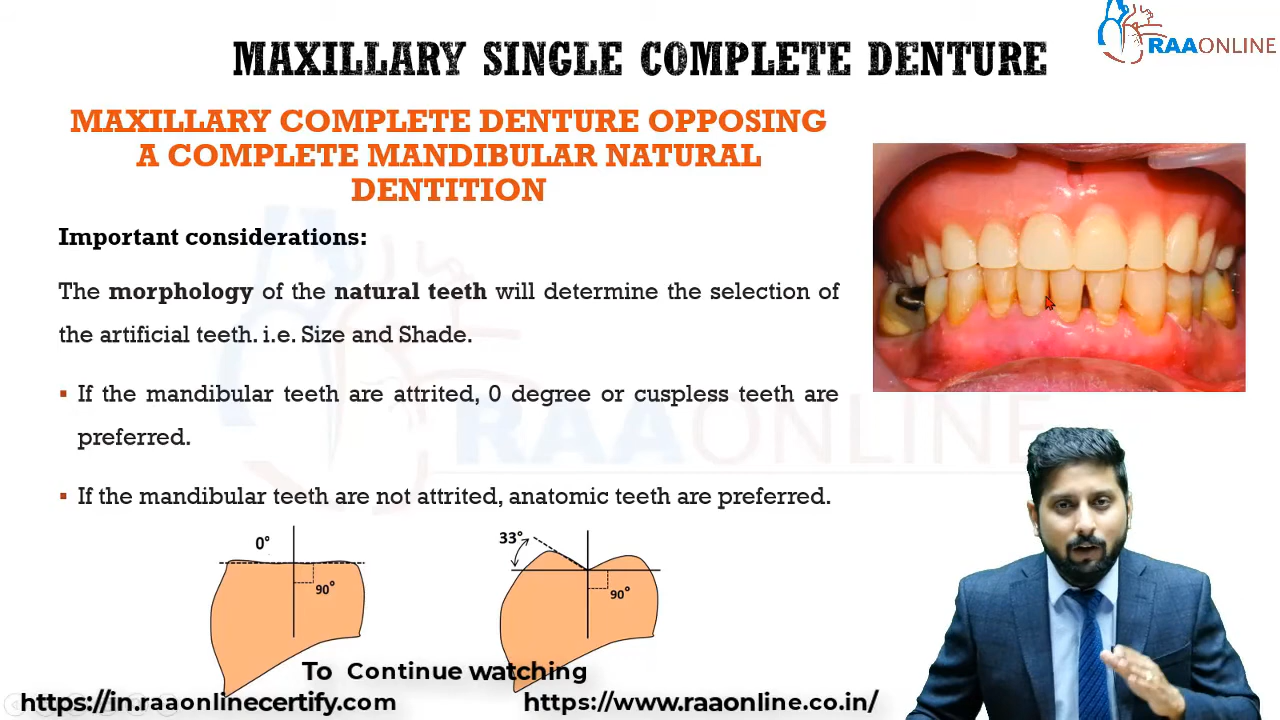 MAXILLARY SINGLE COMPLETE DENTURE
RAAONLINE
MAXILLARY COMPLETE DENTURE OPPOSING
A COMPLETE MANDIBULAR NATURAL
DENTITION
Important considerations:
The morphology of the natural teeth will determine the selection of
the artificial teeth. i.e. Size and Shade.
▪ If the mandibular teeth are attrited, 0 degree or cuspless teeth are
preferred.
▪ If the mandibular teeth are not attrited, anatomic teeth are preferred.
RAAONLINE
0°
90°
33°
90°
To Continue watching
https://in.raaonlinecertify.com
https://www.raaonline.co.in/